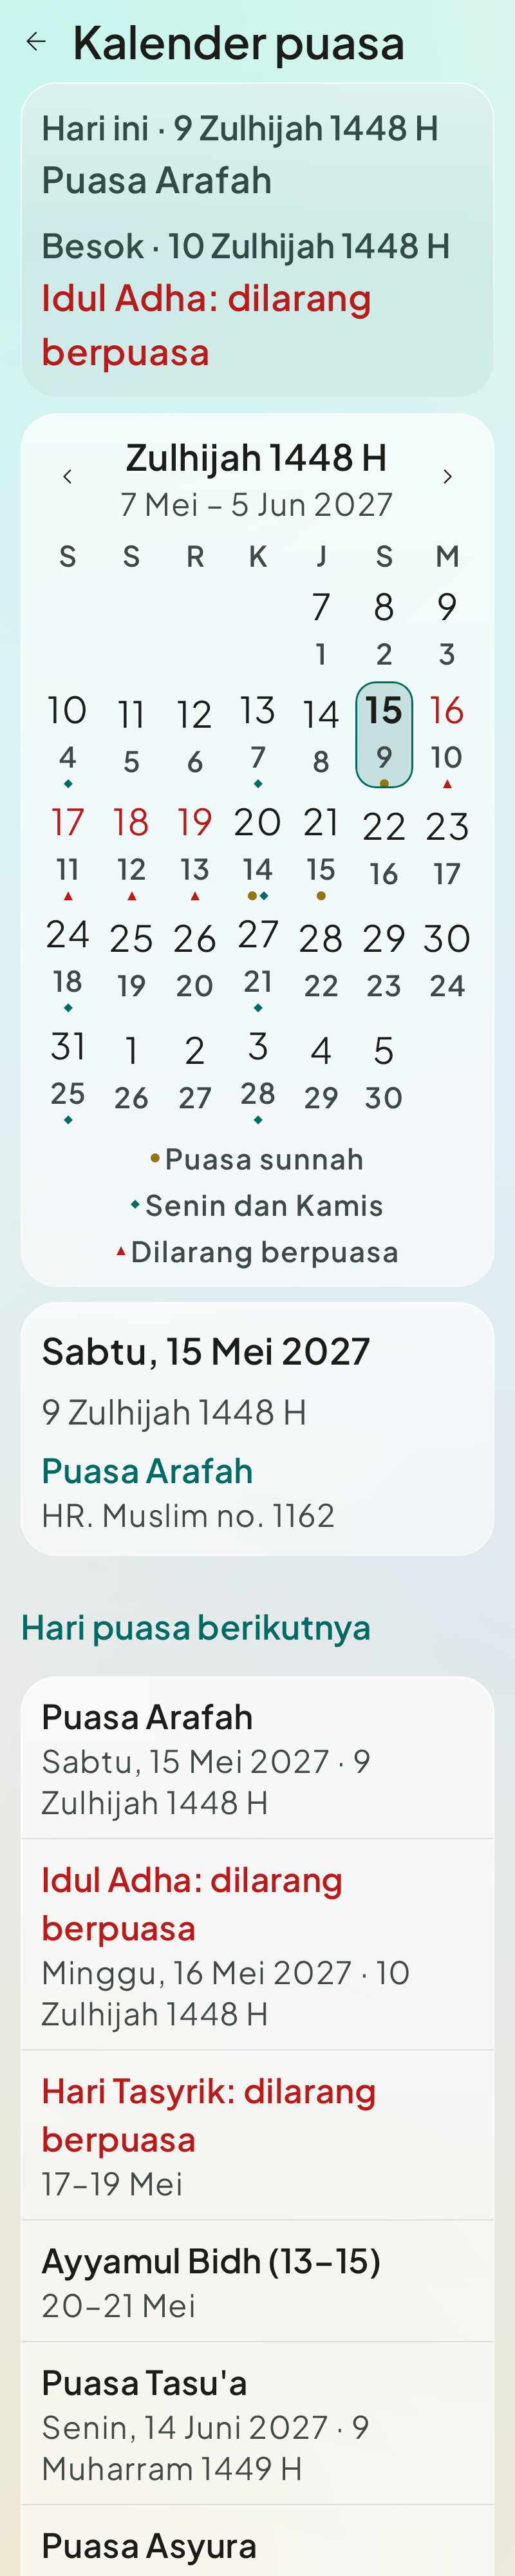 Kalender puasa
Hari ini · 9 Zulhijah 1448 H
Puasa Arafah
Besok · 10 Zulhijah 1448 H
Idul Adha: dilarang
berpuasa
Zulhijah 1448 H
7 Mei – 5 Jun 2027
S S R K J S M
7 8 9
1 2 3
10 11 12 13 14 15 16
4 5 6 7 8 9 10
17 18 19 20 21 22 23
11 12 13 14 15 16 17
24 25 26 27 28 29 30
18 19 20 21 22 23 24
31 1 2 3 4 5
25 26 27 28 29 30
Puasa sunnah
Senin dan Kamis
Dilarang berpuasa
Sabtu, 15 Mei 2027
9 Zulhijah 1448 H
Puasa Arafah
HR. Muslim no. 1162
Hari puasa berikutnya
Puasa Arafah
Sabtu, 15 Mei 2027 · 9
Zulhijah 1448 H
Idul Adha: dilarang
berpuasa
Minggu, 16 Mei 2027 · 10
Zulhijah 1448 H
Hari Tasyrik: dilarang
berpuasa
17–19 Mei
Ayyamul Bidh (13–15)
20–21 Mei
Puasa Tasu'a
Senin, 14 Juni 2027 · 9
Muharram 1449 H
Puasa Asyura